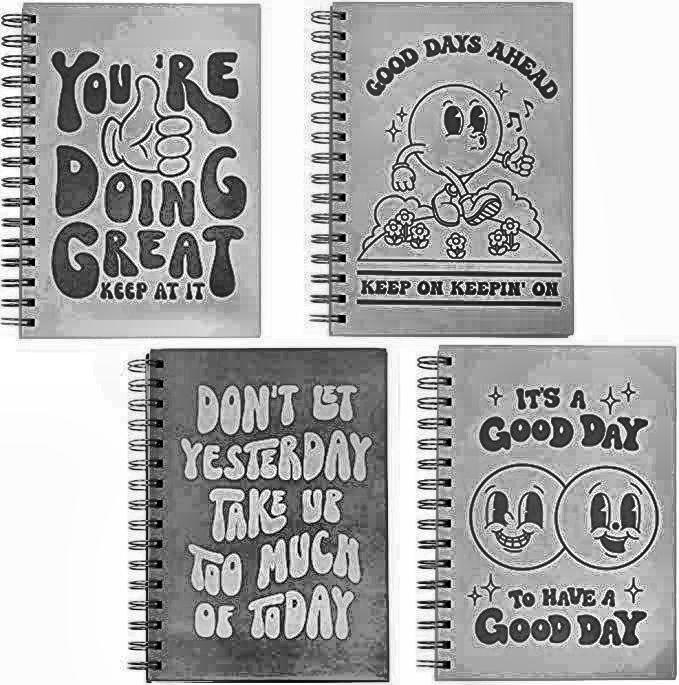 YOU'RE
DOING
GREAT
KEEP AT IT
GOOD DAYS AHEAD
KEEP ON KEEPIN' ON
DON'T LET
YESTERDAY
TAKE UP
TOO MUCH
OF TODAY
IT'S A
GOOD DAY
TO HAVE A
GOOD DAY